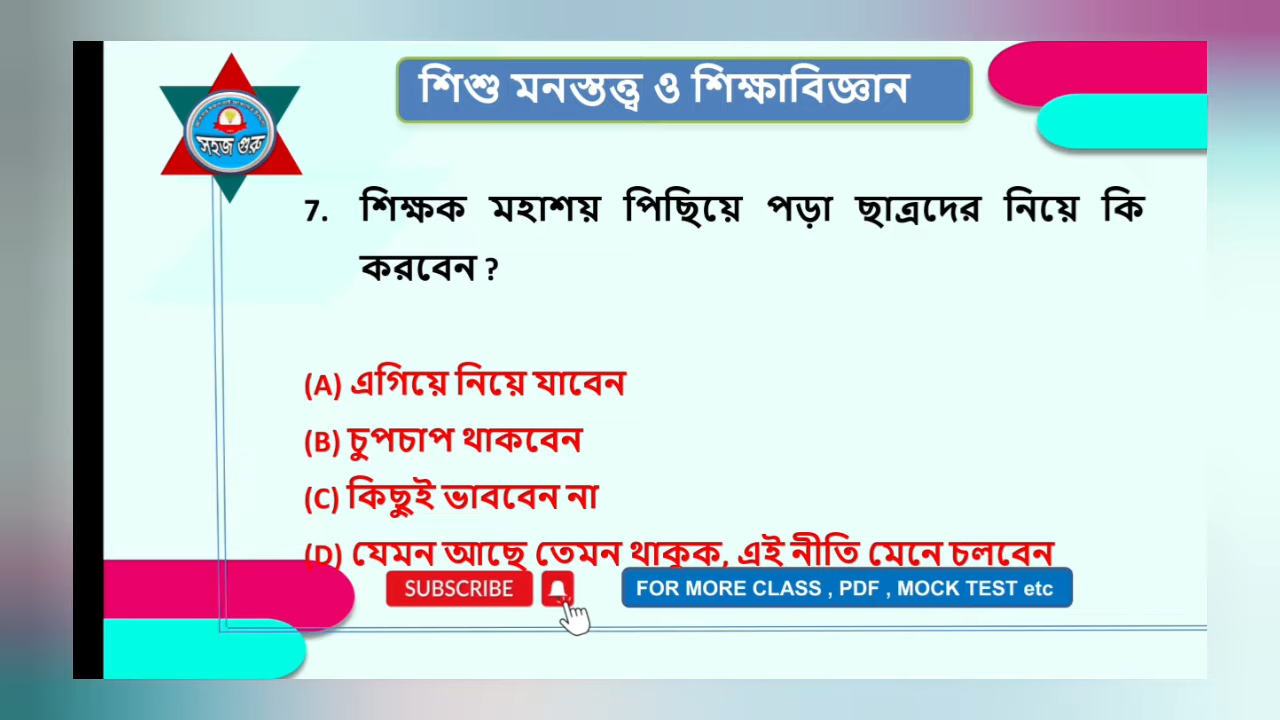 শিশু মনস্তত্ত্ব ও শিক্ষাবিজ্ঞান
সহজ গুরু
7. শিক্ষক মহাশয় পিছিয়ে পড়া ছাত্রদের নিয়ে কি
করবেন ?
(A) এগিয়ে নিয়ে যাবেন
(B) চুপচাপ থাকবেন
(C) কিছুই ভাববেন না
(D) যেমন আছে তেমন থাকুক, এই নীতি মেনে চলবেন
SUBSCRIBE
FOR MORE CLASS , PDF , MOCK TEST etc